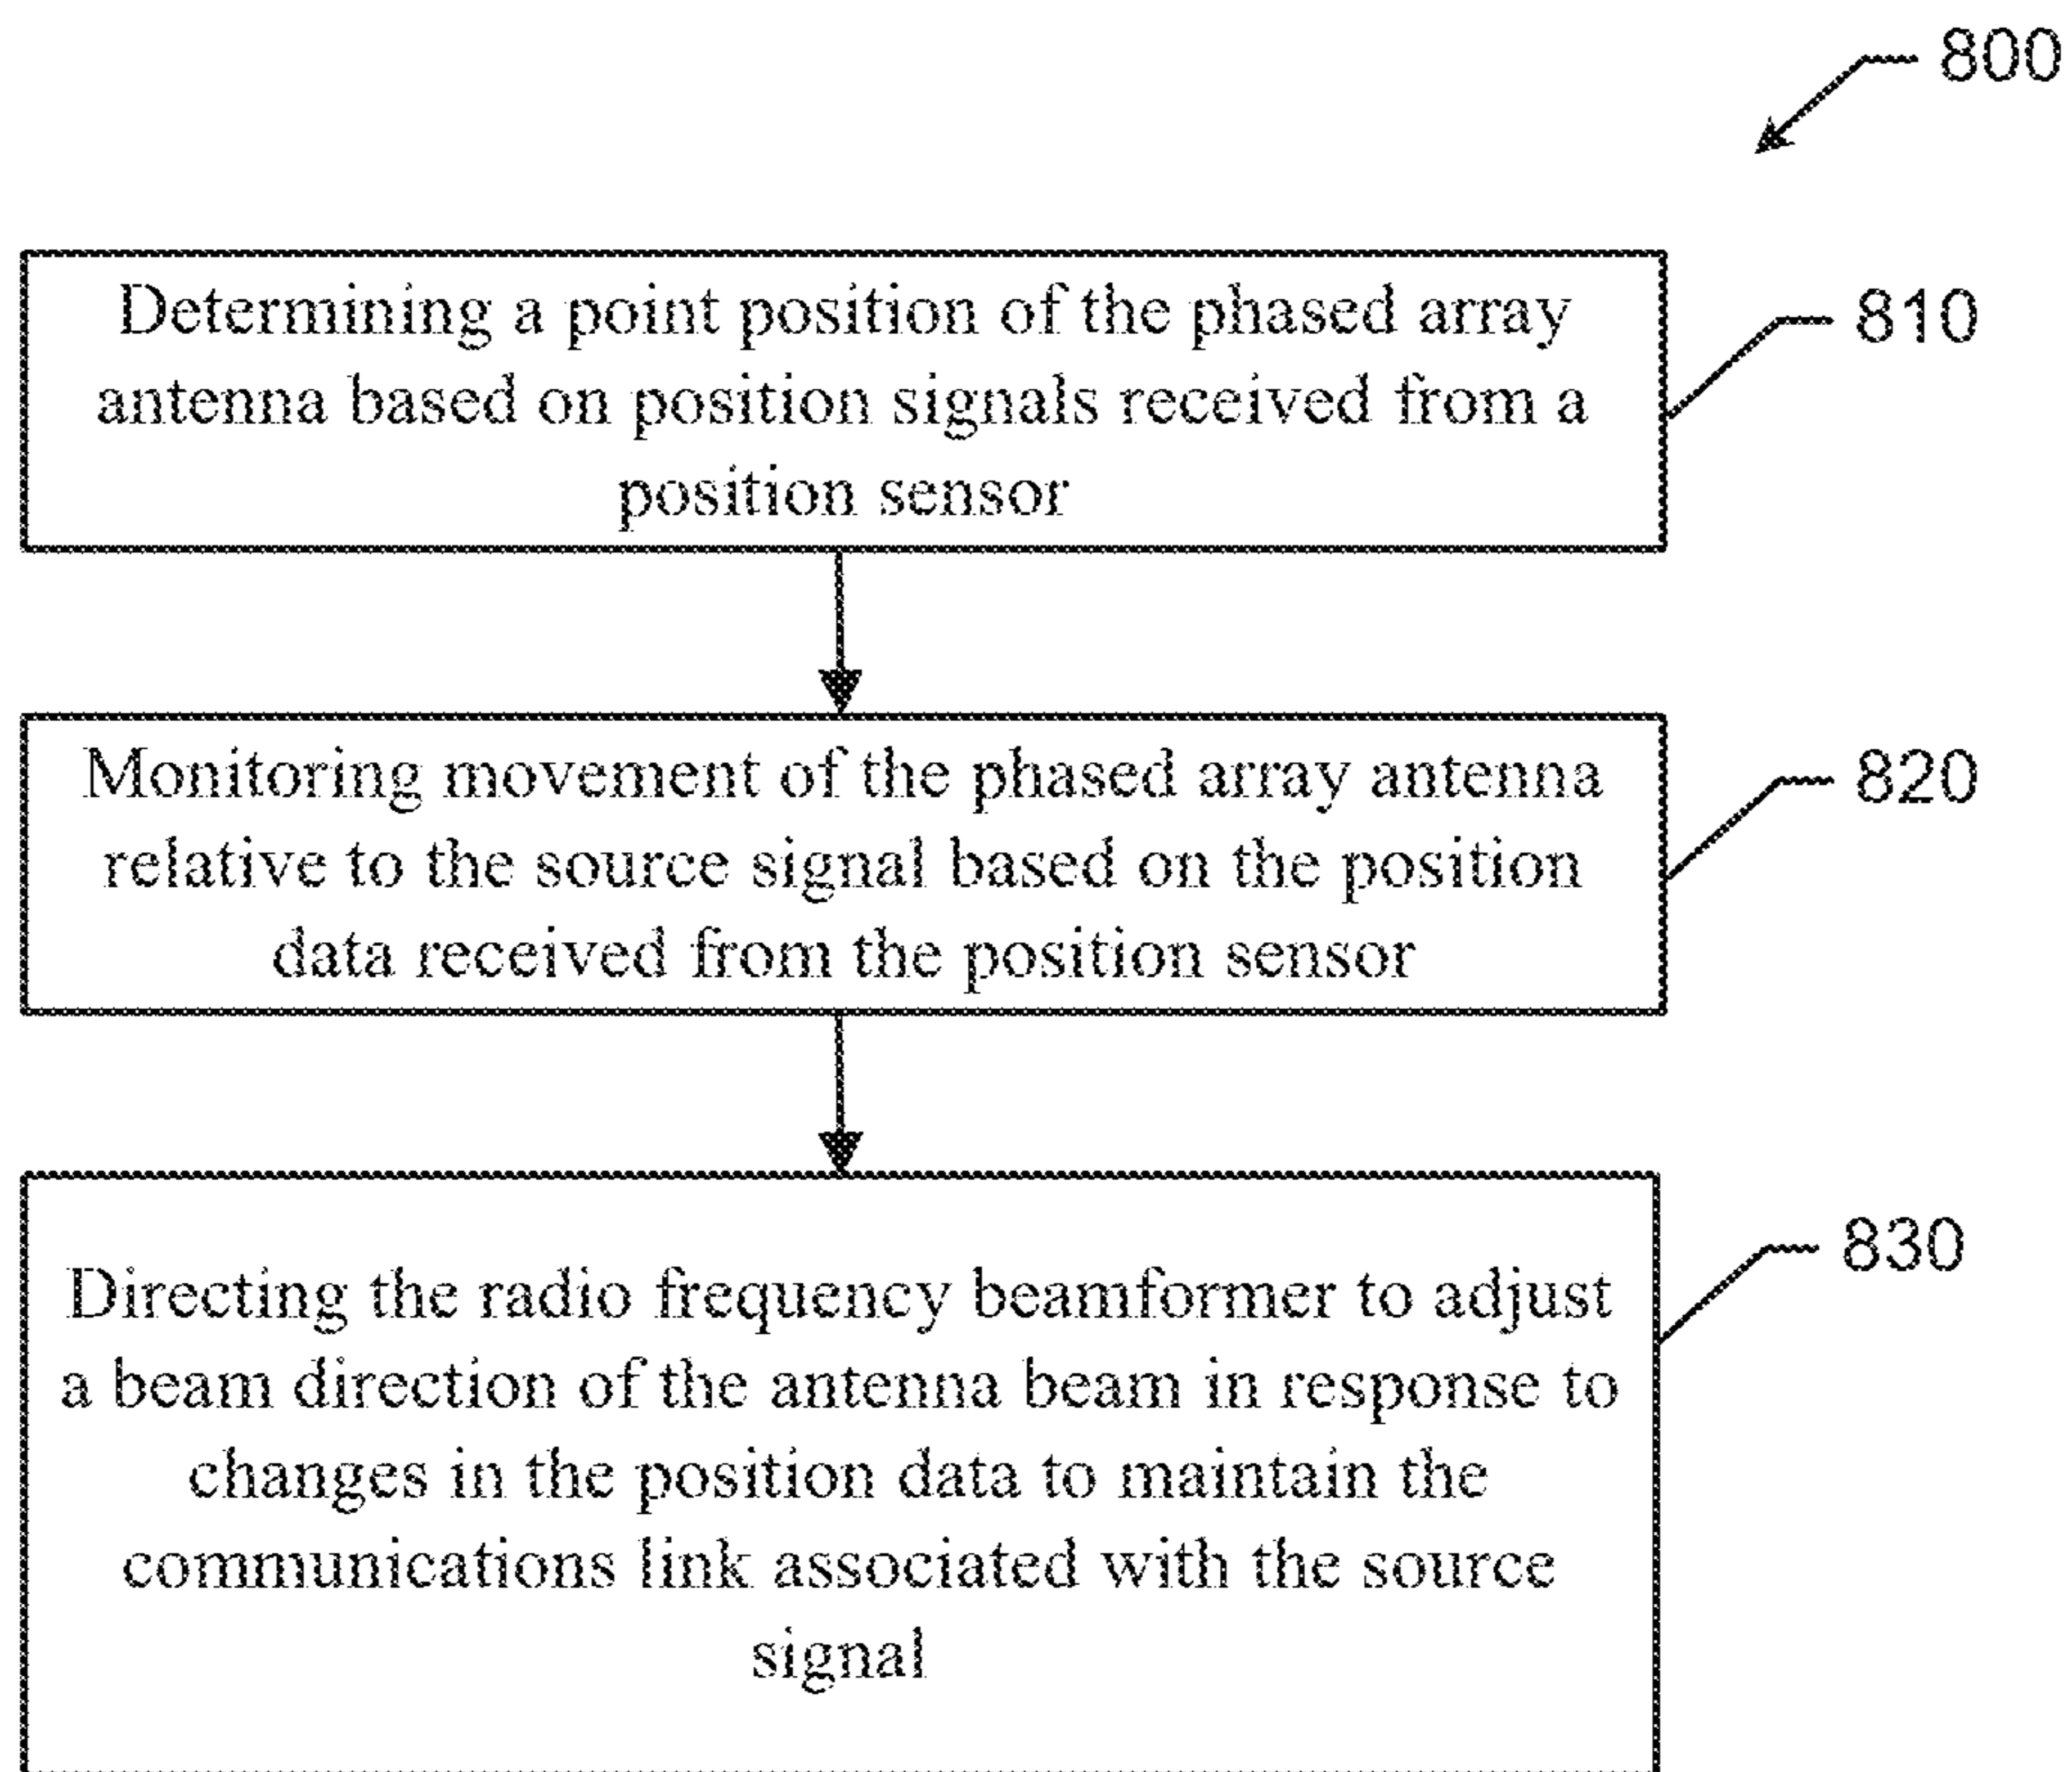 800
Determining a point position of the phased array
antenna based on position signals received from a
position sensor
810
Monitoring movement of the phased array antenna
relative to the source signal based on the position
data received from the position sensor
820
Directing the radio frequency beamformer to adjust
a beam direction of the antenna beam in response to
changes in the position data to maintain the
communications link associated with the source
signal
830